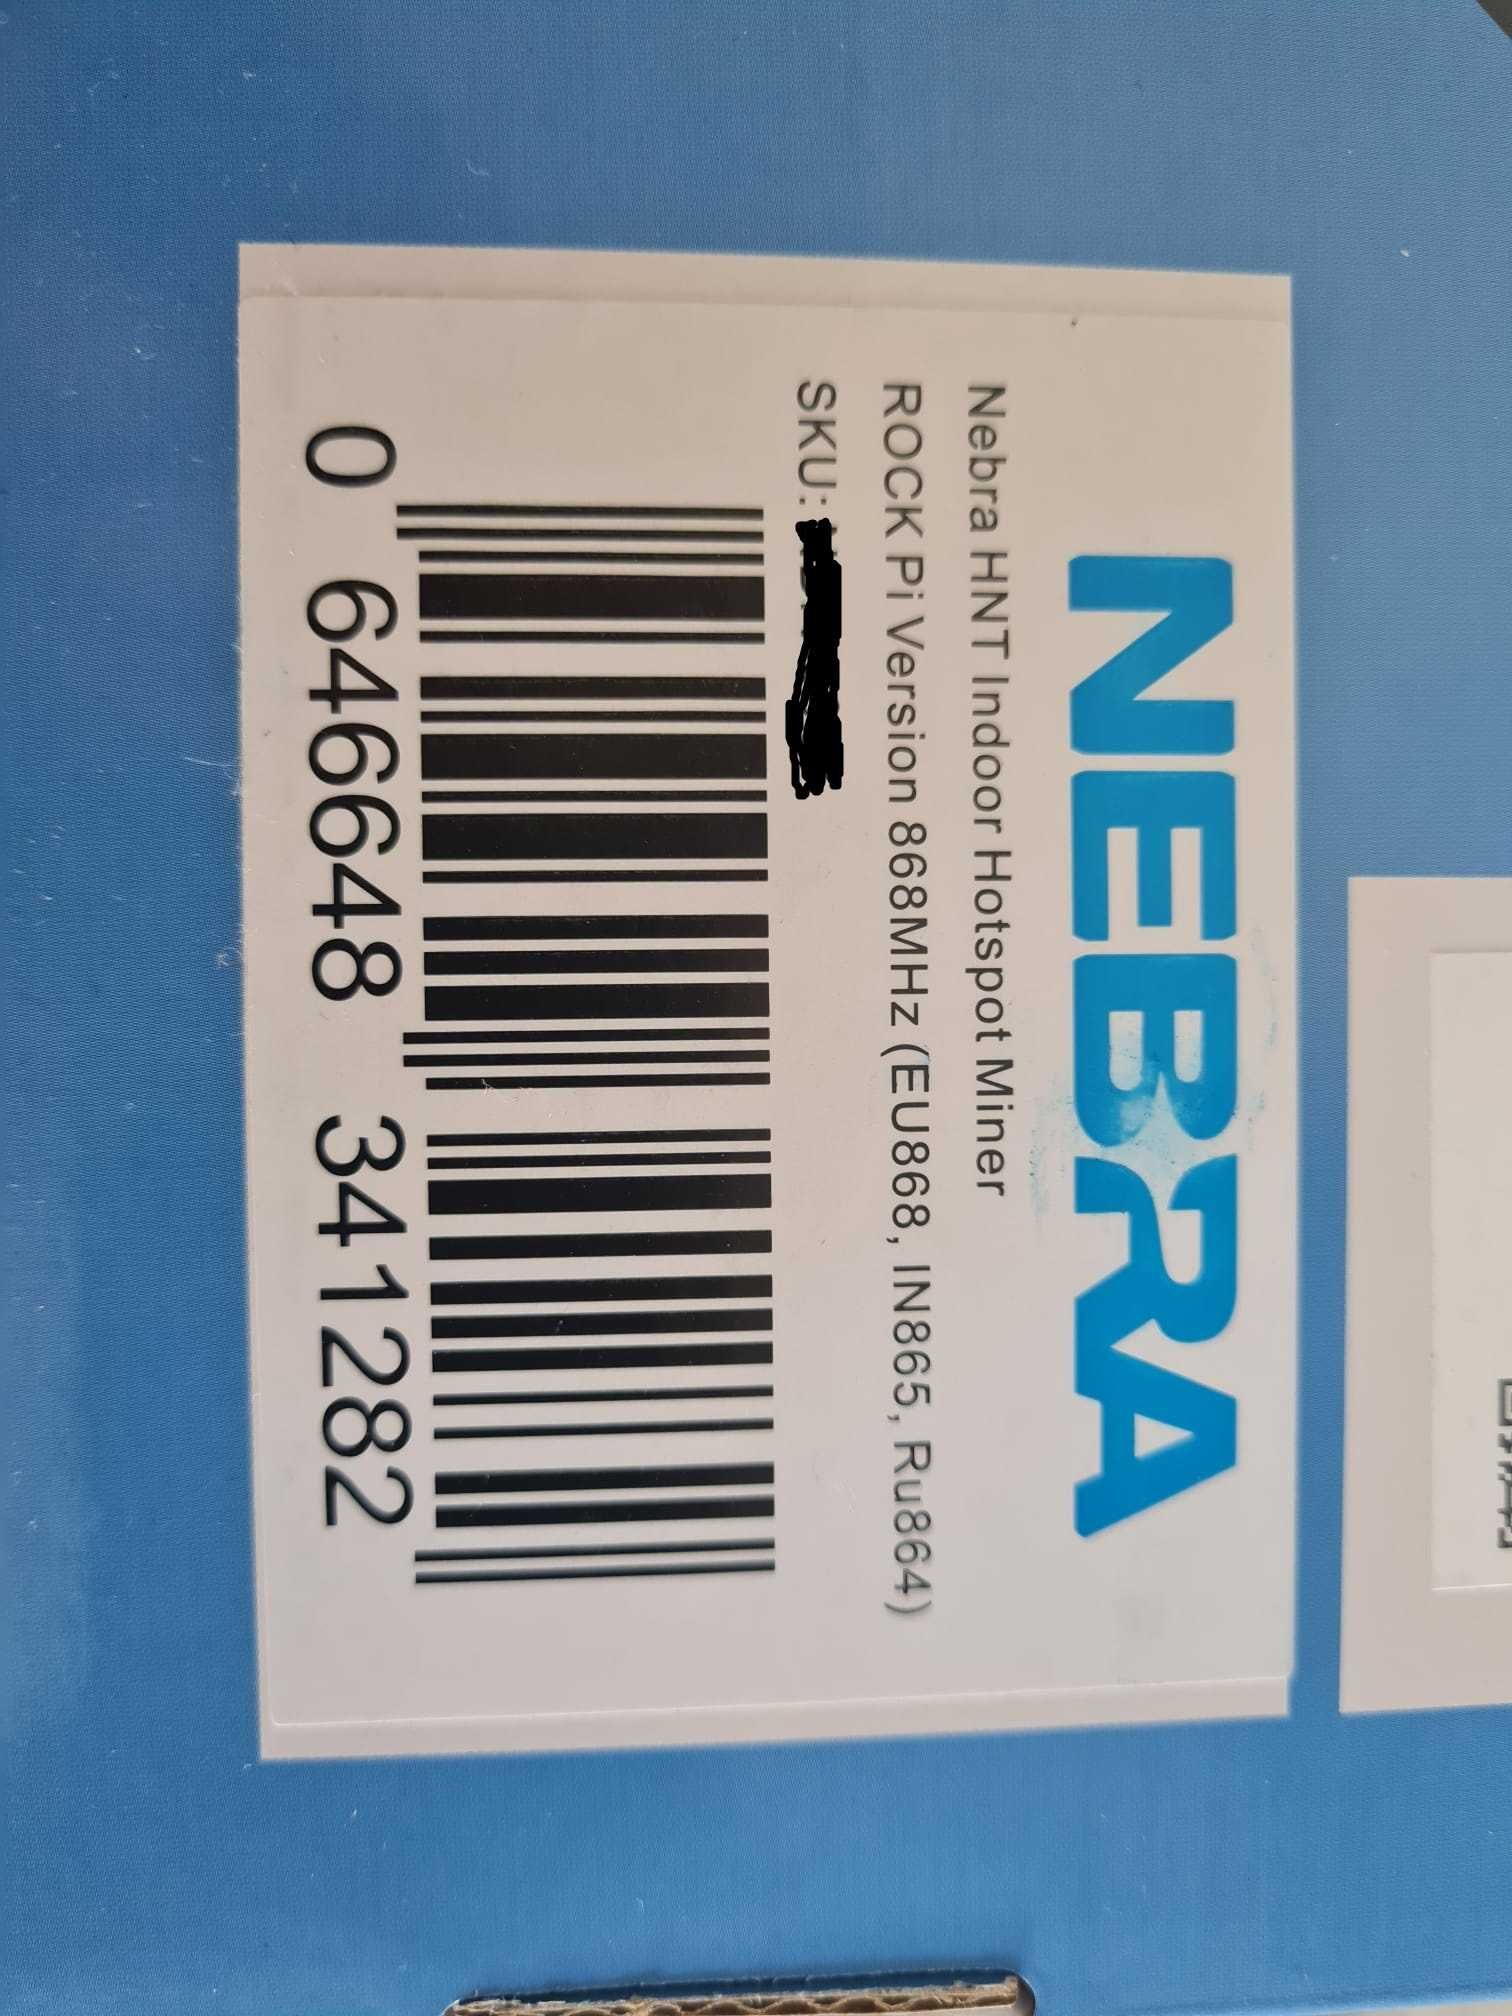 NEBRA
Nebra HNT Indoor Hotspot Miner
ROCK Pi Version 868MHz (EU868, IN865, Ru864)
SKU:
0 646648 341282